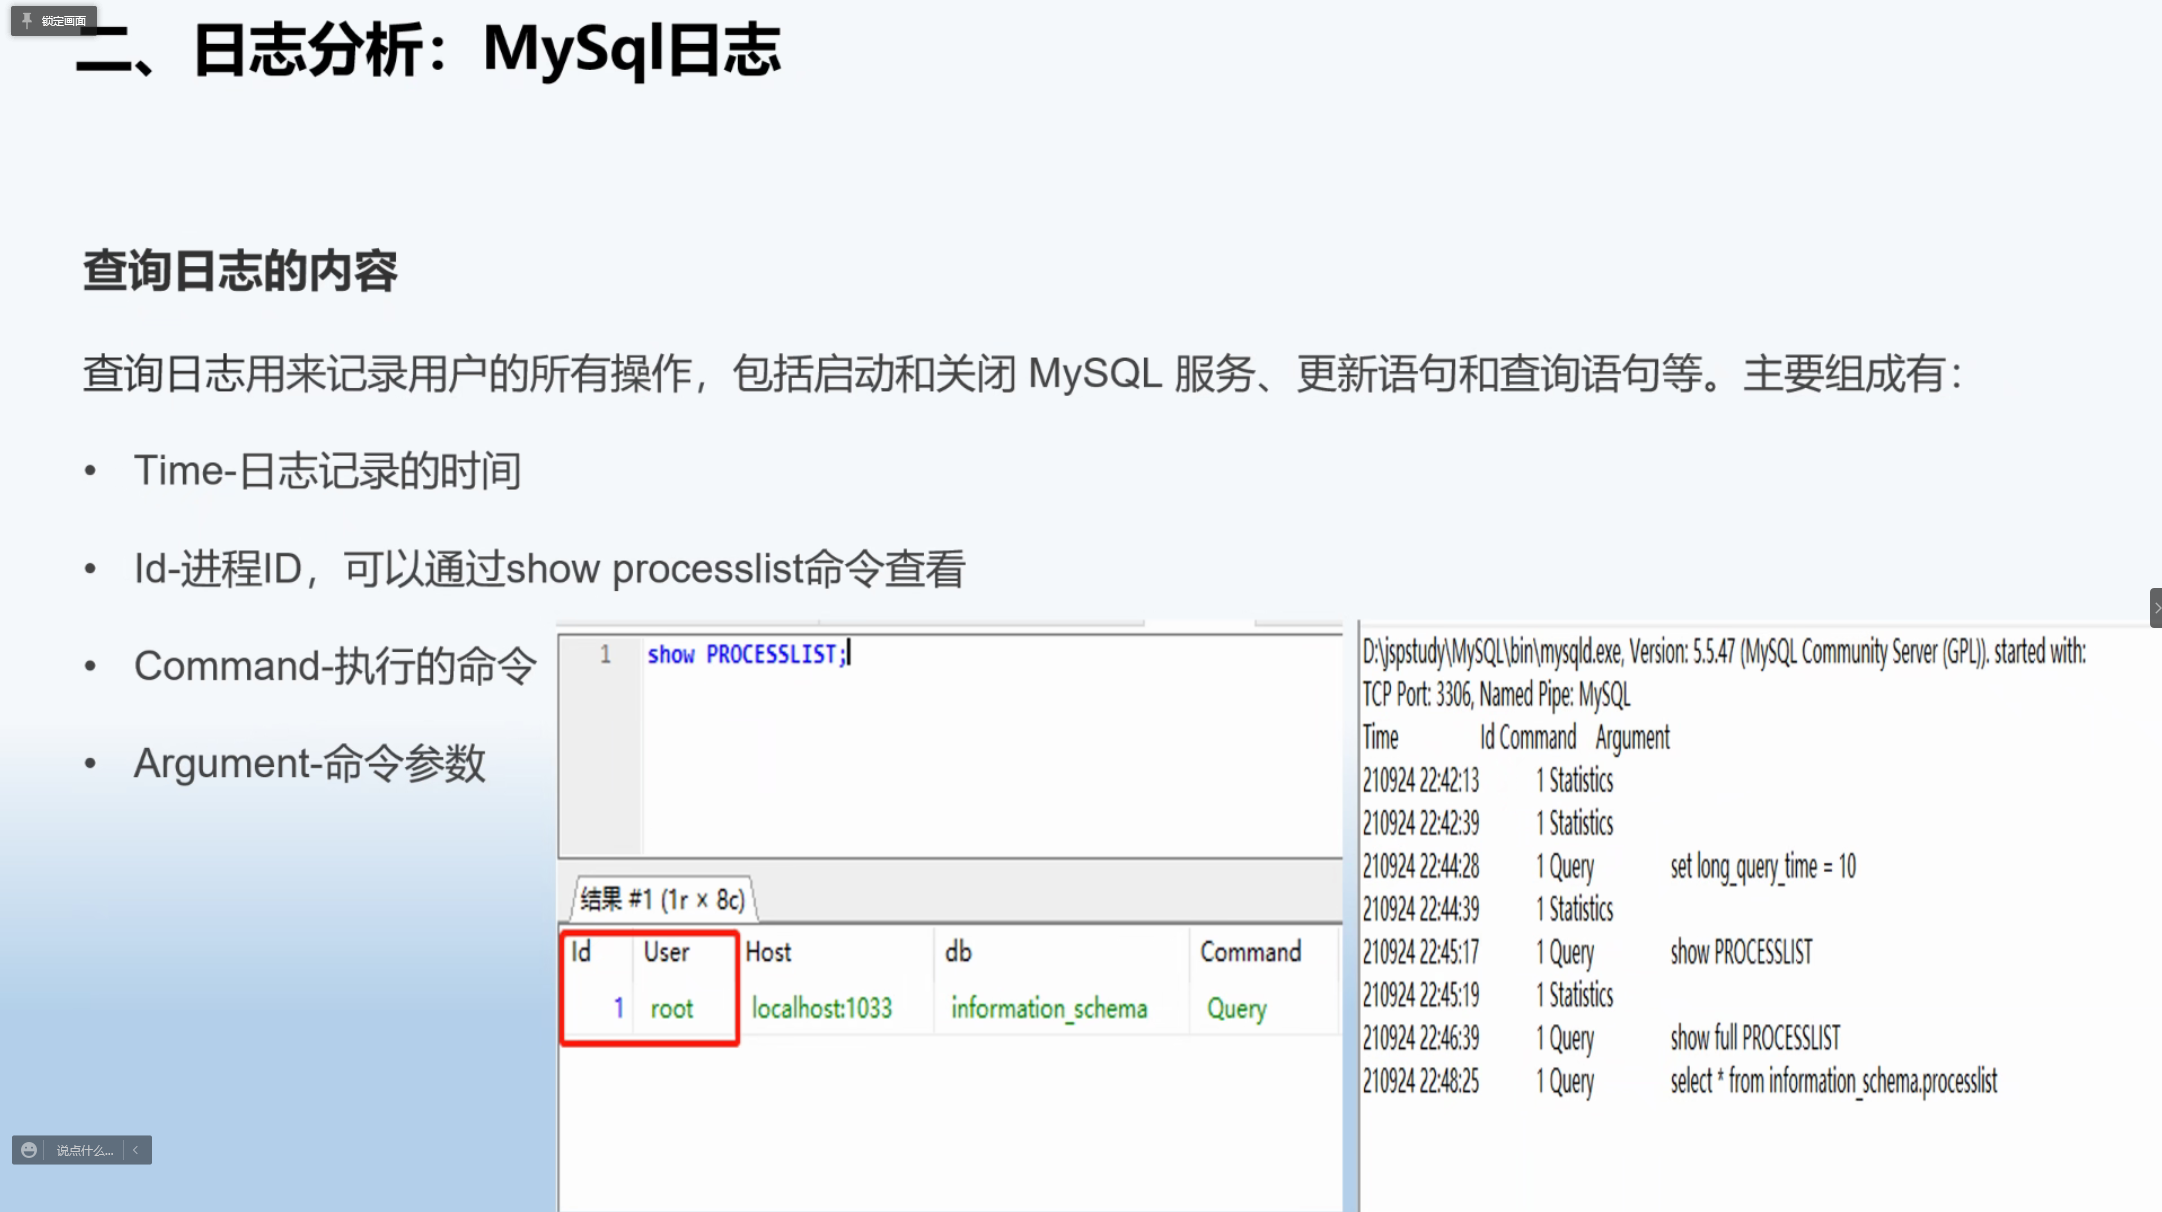 锁定画面
二、日志分析：MySql日志
查询日志的内容
查询日志用来记录用户的所有操作，包括启动和关闭 MySQL 服务、更新语句和查询语句等。主要组成有：
• Time-日志记录的时间
• Id-进程ID，可以通过show processlist命令查看
• Command-执行的命令
• Argument-命令参数
1 show PROCESSLIST;
结果 #1 (1r × 8c)
Id User Host db Command
1 root localhost:1033 information_schema Query
D:\jspstudy\MySQL\bin\mysqld.exe, Version: 5.5.47 (MySQL Community Server (GPL)). started with:
TCP Port: 3306, Named Pipe: MySQL
Time Id Command Argument
210924 22:42:13 1 Statistics
210924 22:42:39 1 Statistics
210924 22:44:28 1 Query set long_query_time = 10
210924 22:44:39 1 Statistics
210924 22:45:17 1 Query show PROCESSLIST
210924 22:45:19 1 Statistics
210924 22:46:39 1 Query show full PROCESSLIST
210924 22:48:25 1 Query select * from information_schema.processlist
说点什么...